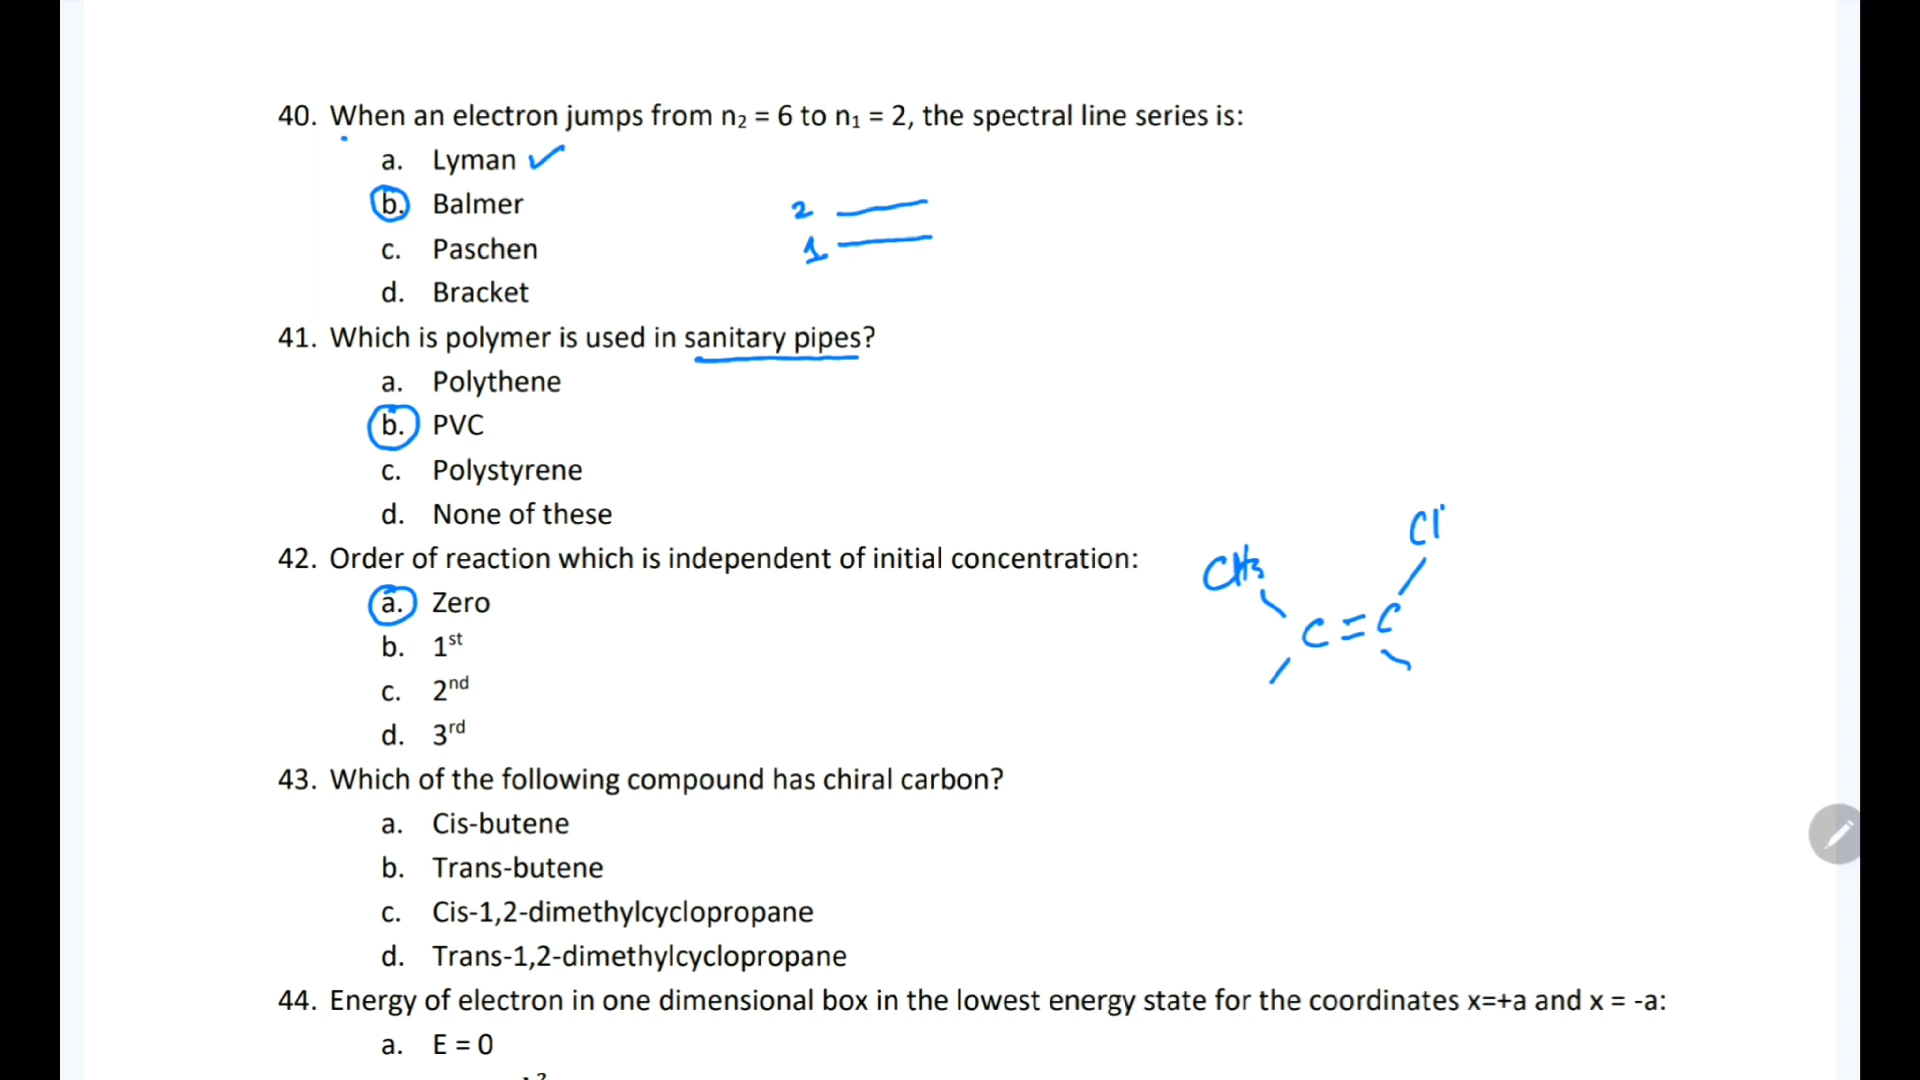 40. When an electron jumps from n₂ = 6 to n₁ = 2, the spectral line series is:
a. Lyman ✓
b. Balmer
c. Paschen
d. Bracket
2
1
41. Which is polymer is used in sanitary pipes?
a. Polythene
b. PVC
c. Polystyrene
d. None of these
42. Order of reaction which is independent of initial concentration:
a. Zero
b. 1ˢᵗ
c. 2ⁿᵈ
d. 3ʳᵈ
Cl
CH₃
C=C
43. Which of the following compound has chiral carbon?
a. Cis-butene
b. Trans-butene
c. Cis-1,2-dimethylcyclopropane
d. Trans-1,2-dimethylcyclopropane
44. Energy of electron in one dimensional box in the lowest energy state for the coordinates x=+a and x = -a:
a. E = 0